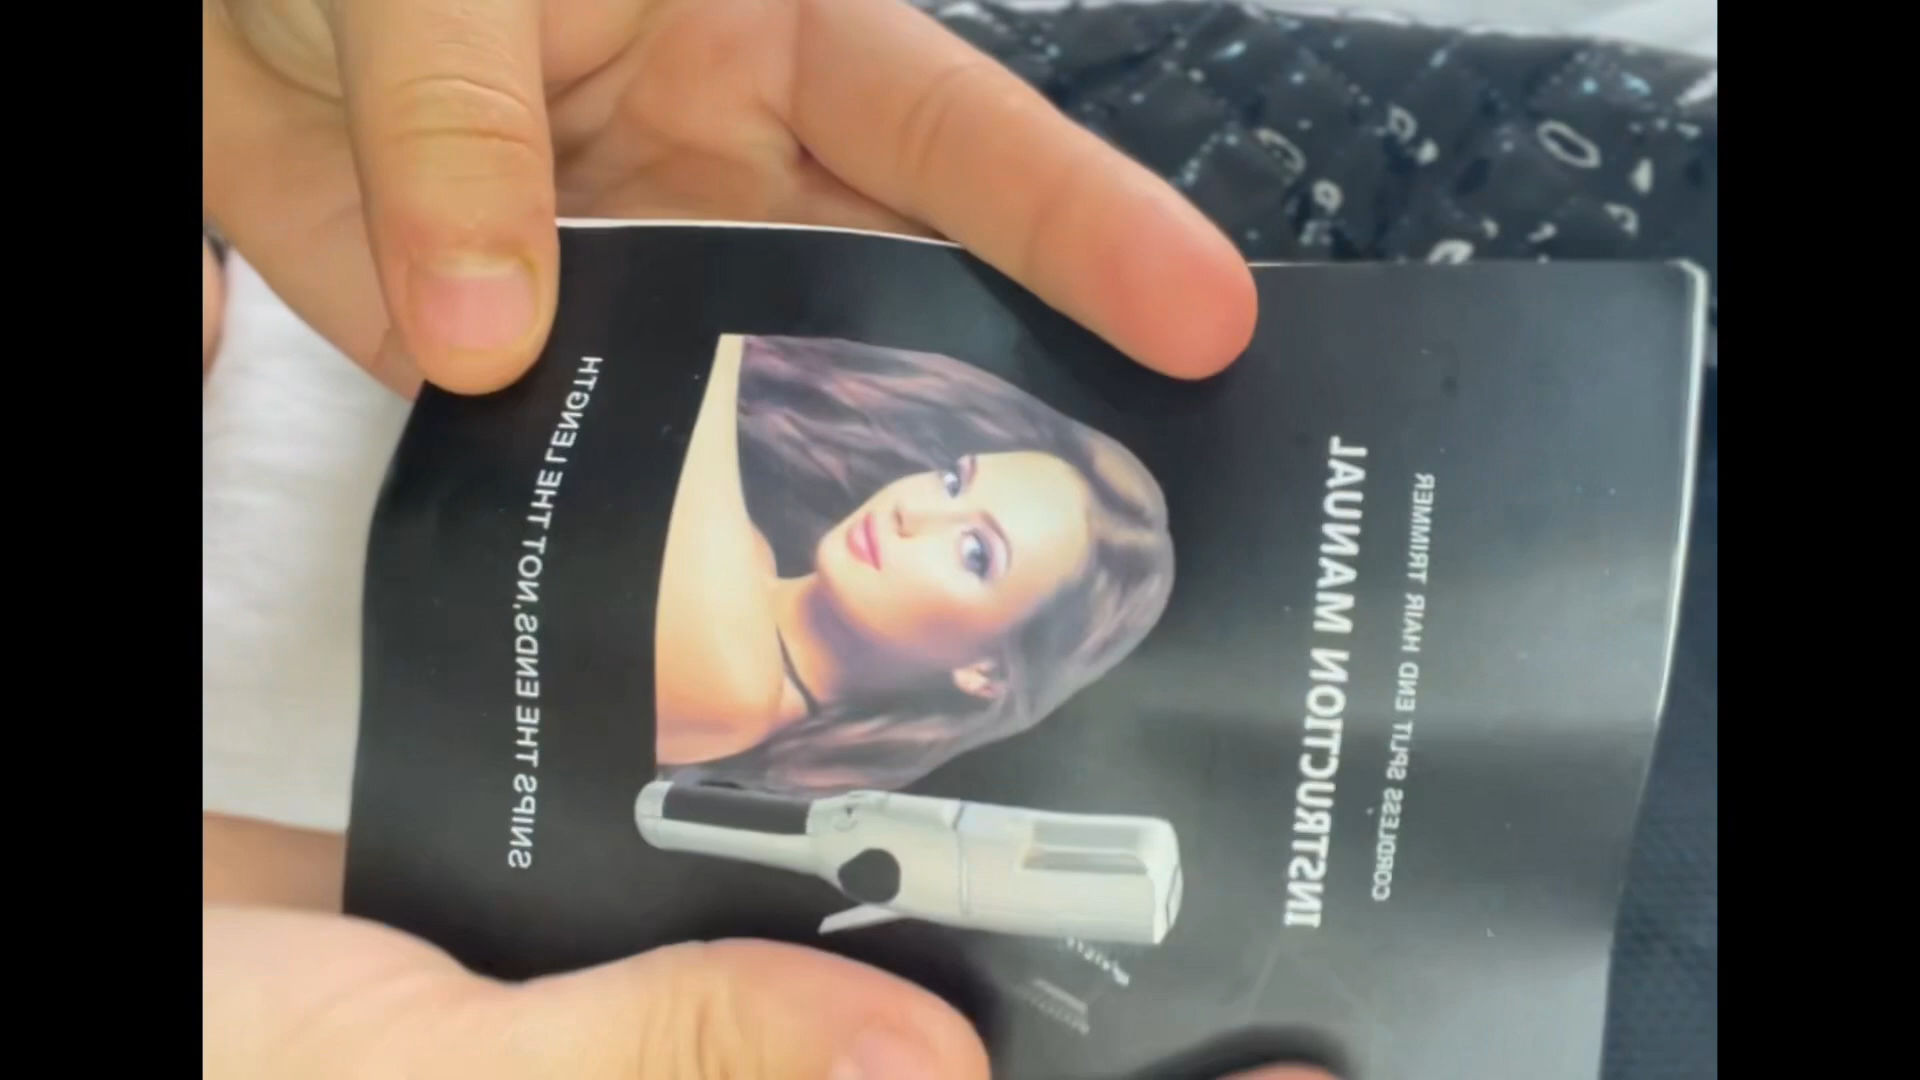 INSTRUCTION MANUAL
CORDLESS SPLIT END HAIR TRIMMER
SNIPS THE ENDS,NOT THE LENGTH